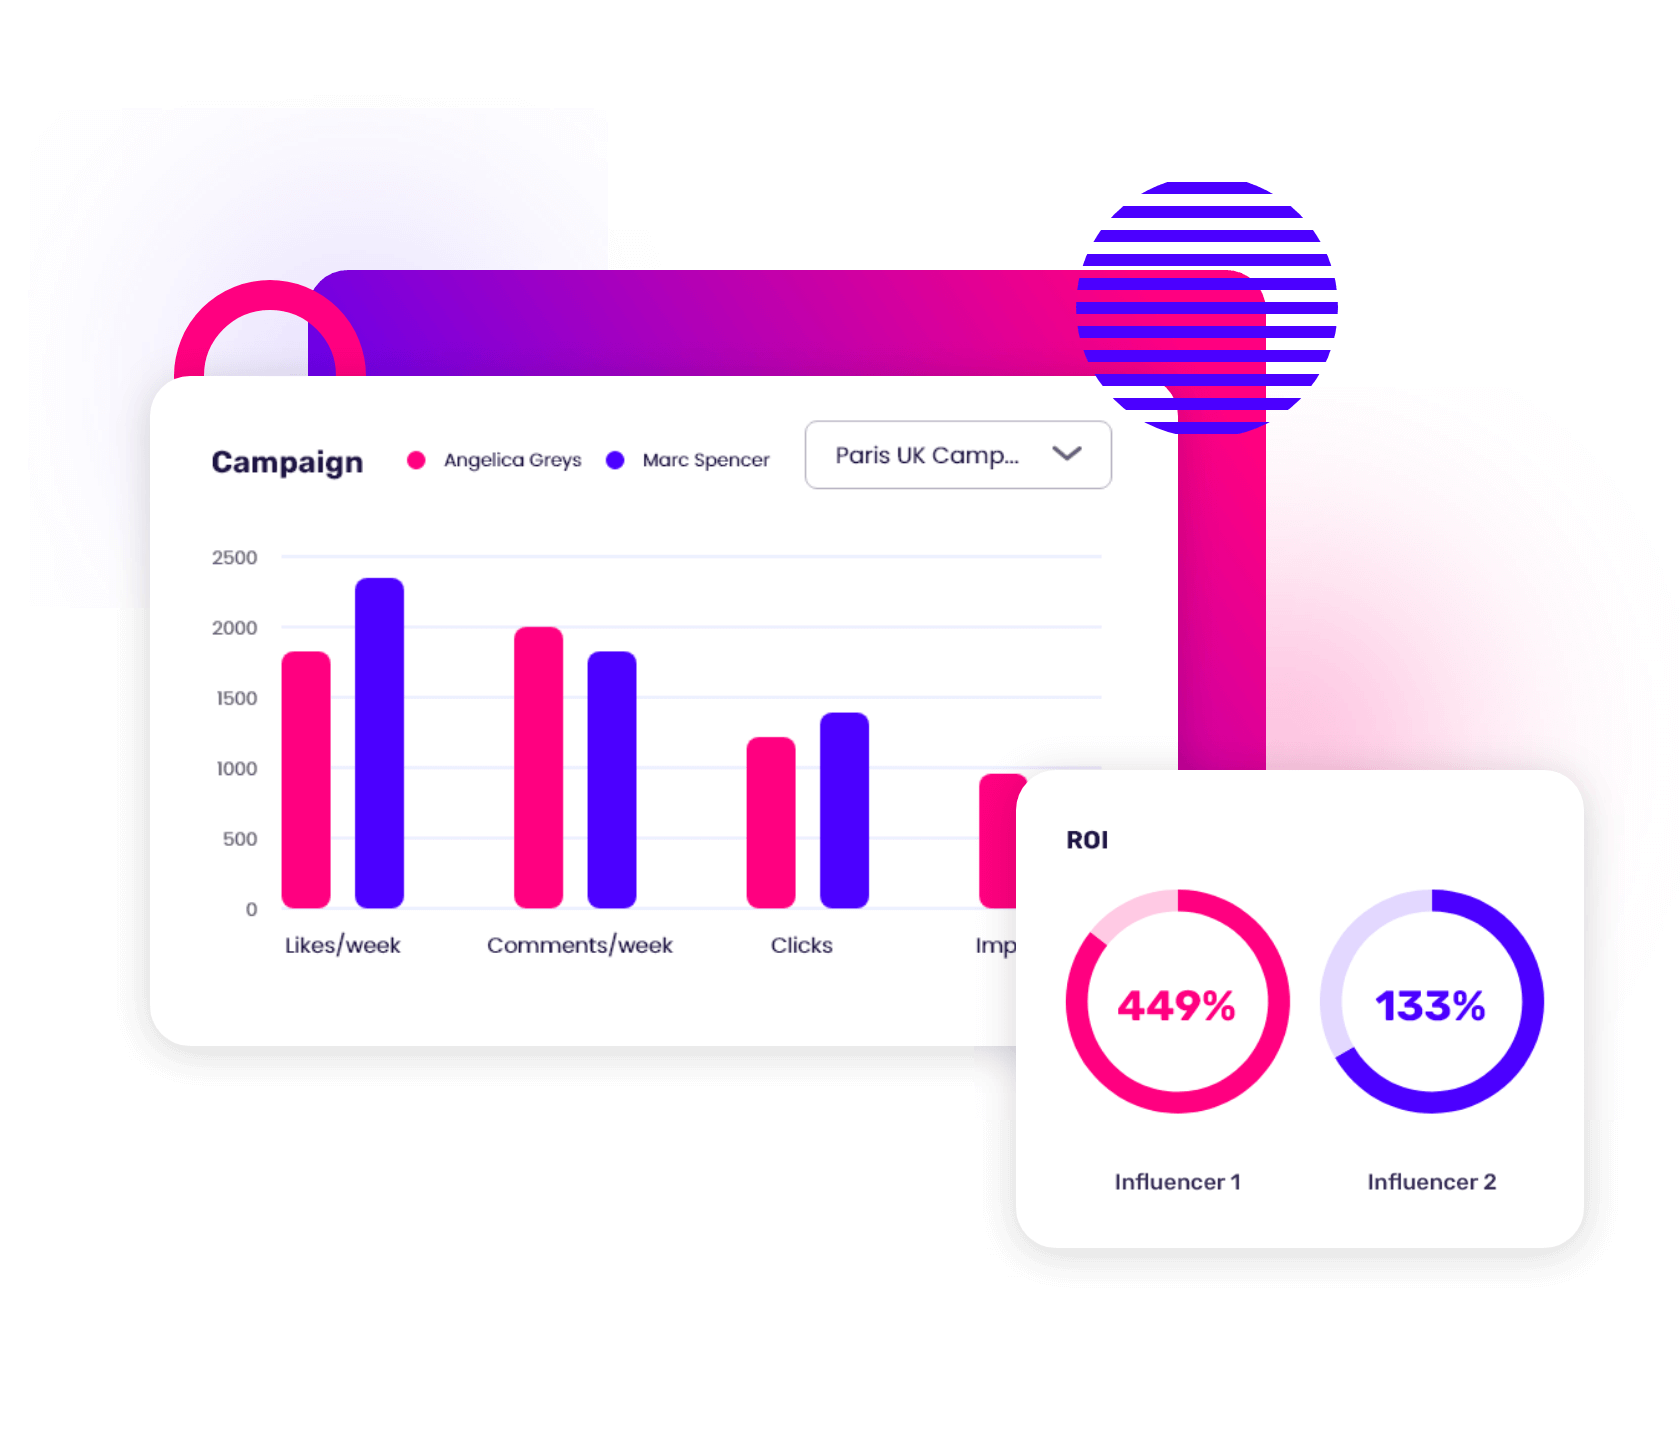 Campaign
Angelica Greys
Marc Spencer
Paris UK Camp...
2500
2000
1500
1000
500
0
Likes/week
Comments/week
Clicks
Imp
ROI
449%
133%
Influencer 1
Influencer 2